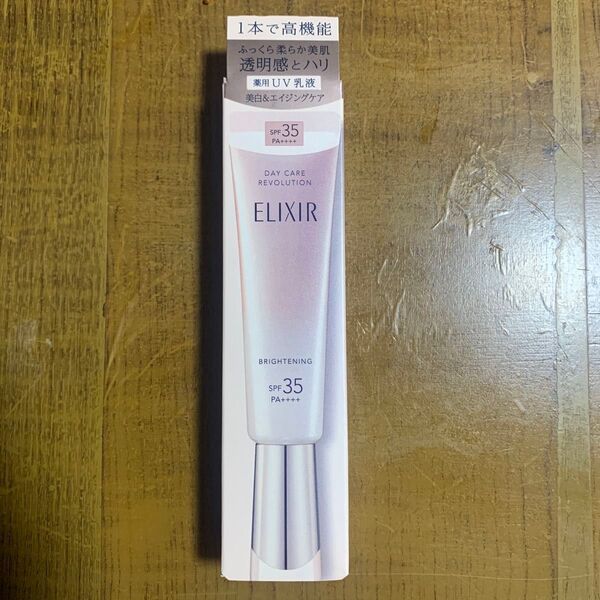 1本で高機能
ふっくら柔らか美肌
透明感とハリ
薬用 UV乳液
美白&エイジングケア
SPF35
PA++++
DAY CARE
REVOLUTION
ELIXIR
BRIGHTENING
SPF35
PA++++